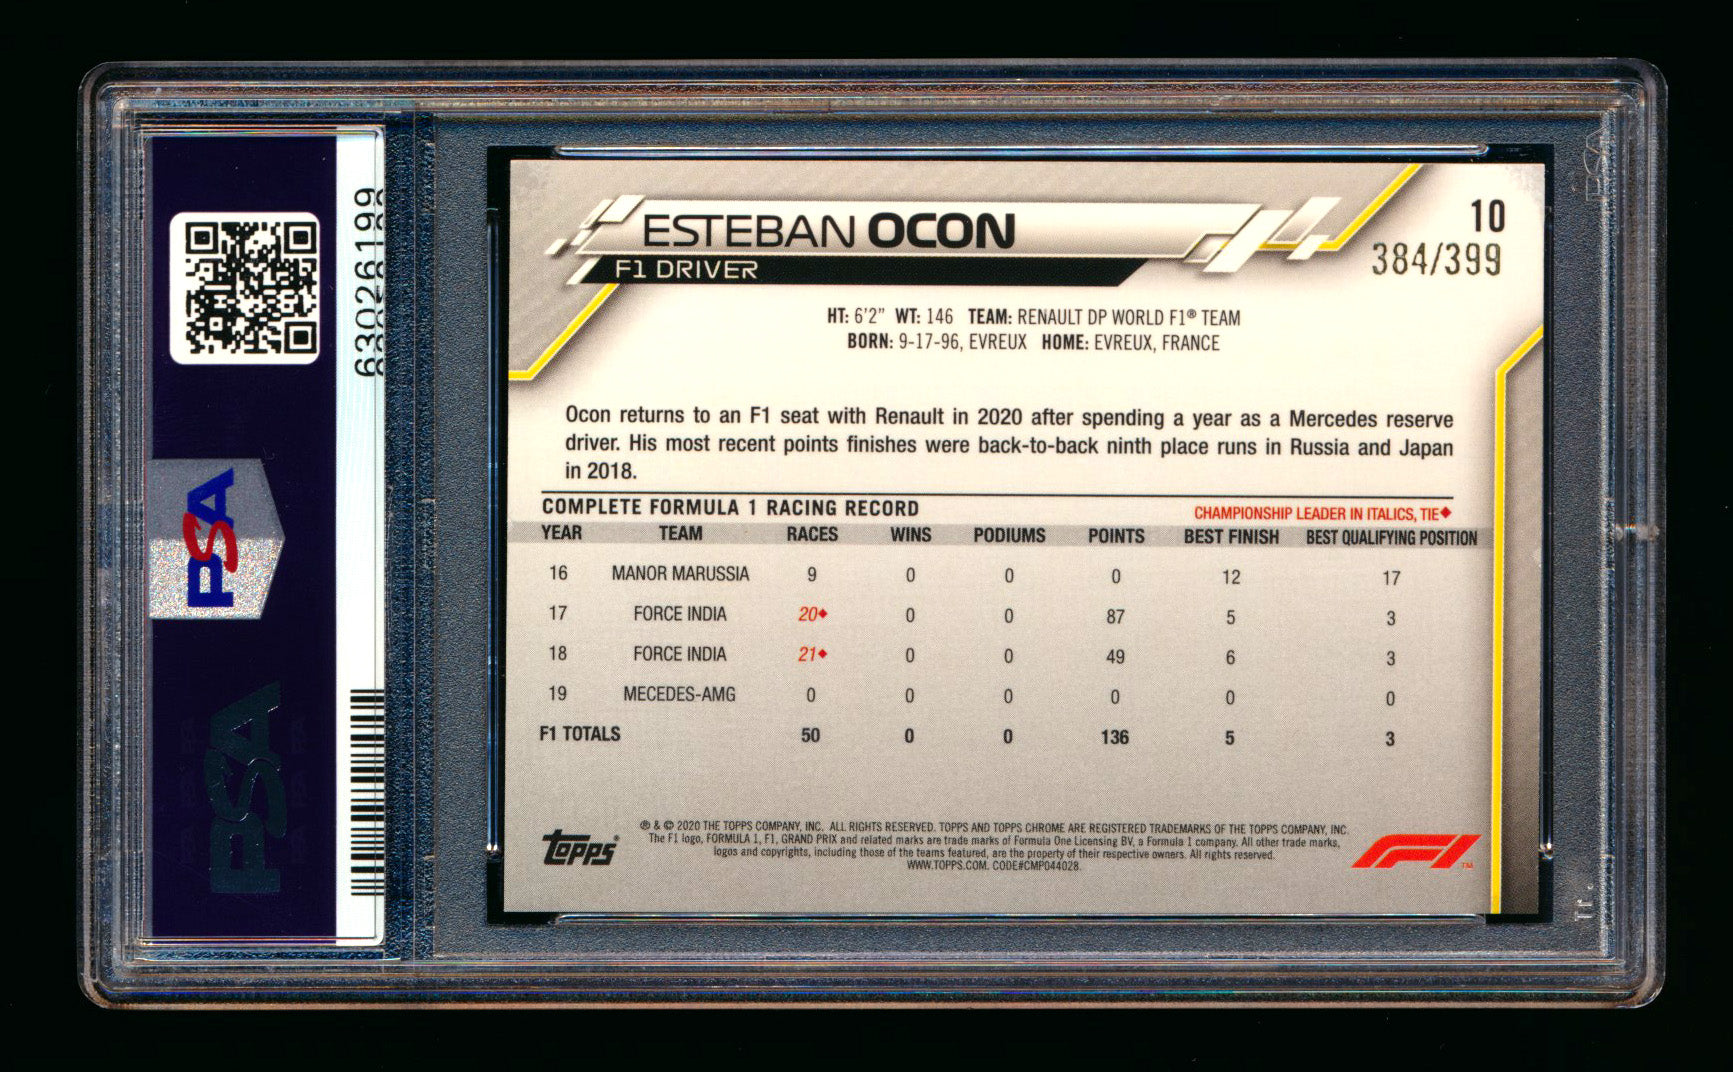 63026199
PSA
PSA
ESTEBAN OCON
F1 DRIVER
10
384/399
HT: 6'2" WT: 146 TEAM: RENAULT DP WORLD F1® TEAM
BORN: 9-17-96, EVREUX HOME: EVREUX, FRANCE
Ocon returns to an F1 seat with Renault in 2020 after spending a year as a Mercedes reserve
driver. His most recent points finishes were back-to-back ninth place runs in Russia and Japan
in 2018.
COMPLETE FORMULA 1 RACING RECORD
CHAMPIONSHIP LEADER IN ITALICS, TIE♦
YEAR TEAM RACES WINS PODIUMS POINTS BEST FINISH BEST QUALIFYING POSITION
16 MANOR MARUSSIA 9 0 0 0 12 17
17 FORCE INDIA 20♦ 0 0 87 5 3
18 FORCE INDIA 21♦ 0 0 49 6 3
19 MECEDES-AMG 0 0 0 0 0 0
F1 TOTALS 50 0 0 136 5 3
Topps®
® & © 2020 THE TOPPS COMPANY, INC. ALL RIGHTS RESERVED. TOPPS AND TOPPS CHROME ARE REGISTERED TRADEMARKS OF THE TOPPS COMPANY, INC.
The F1 logo, FORMULA 1, F1, GRAND PRIX and related marks are trade marks of Formula One Licensing BV, a Formula 1 company. All other trade marks,
logos and copyrights, including those of the teams featured, are the property of their respective owners. All rights reserved.
WWW.TOPPS.COM. CODE#CMP044028.
F1™
PSA